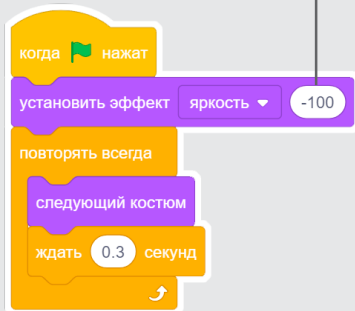 когда нажат
установить эффект яркость -100
повторять всегда
следующий костюм
ждать 0.3 секунд